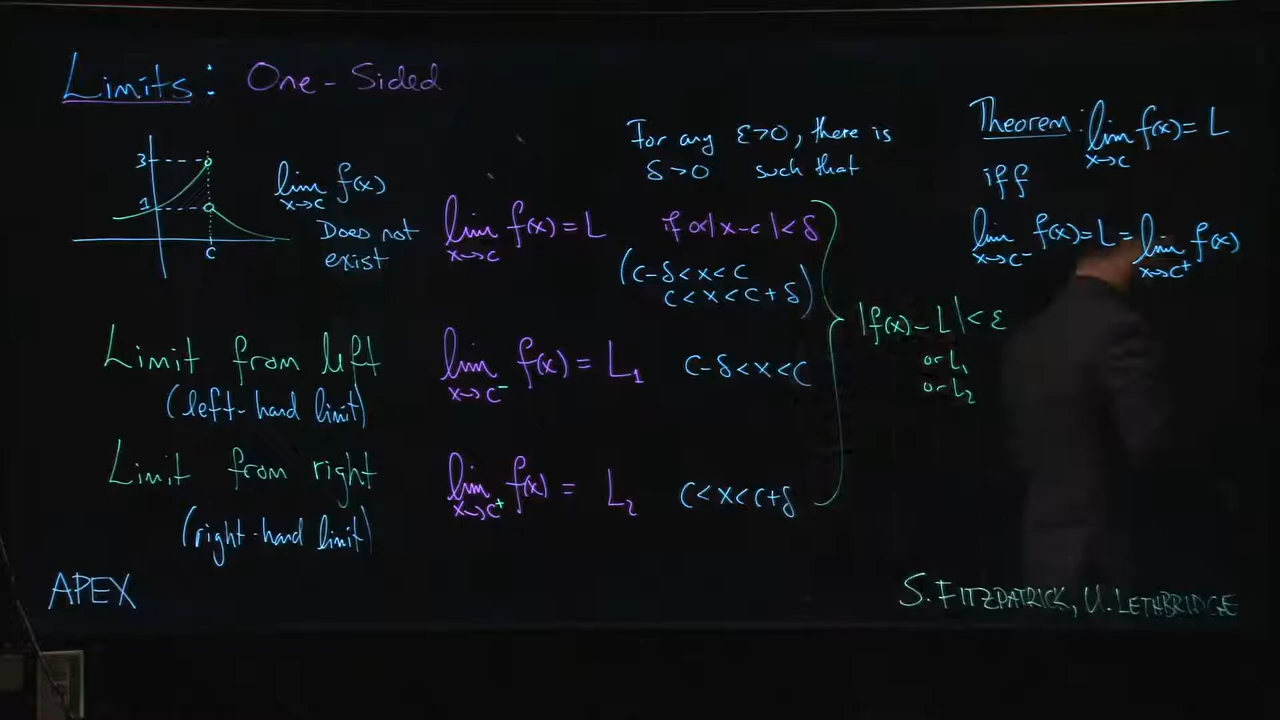 Limits: One-Sided
3
1
c
lim f(x)
x→c
Does not
exist
For any ε>0, there is
δ>0 such that
lim f(x) = L if 0<|x-c|<δ
x→c
(c-δ<x<c
c<x<c+δ)
Limit from left
(left-hand limit)
lim f(x) = L₁ c-δ<x<c
x→c⁻
Limit from right
(right-hand limit)
lim f(x) = L₂ c<x<c+δ
x→c⁺
|f(x)-L|<ε
or L₁
or L₂
Theorem: lim f(x) = L
x→c
iff
lim f(x) = L = lim f(x)
x→c⁻ x→c⁺
APEX
S. FITZPATRICK, U. LETHBRIDGE